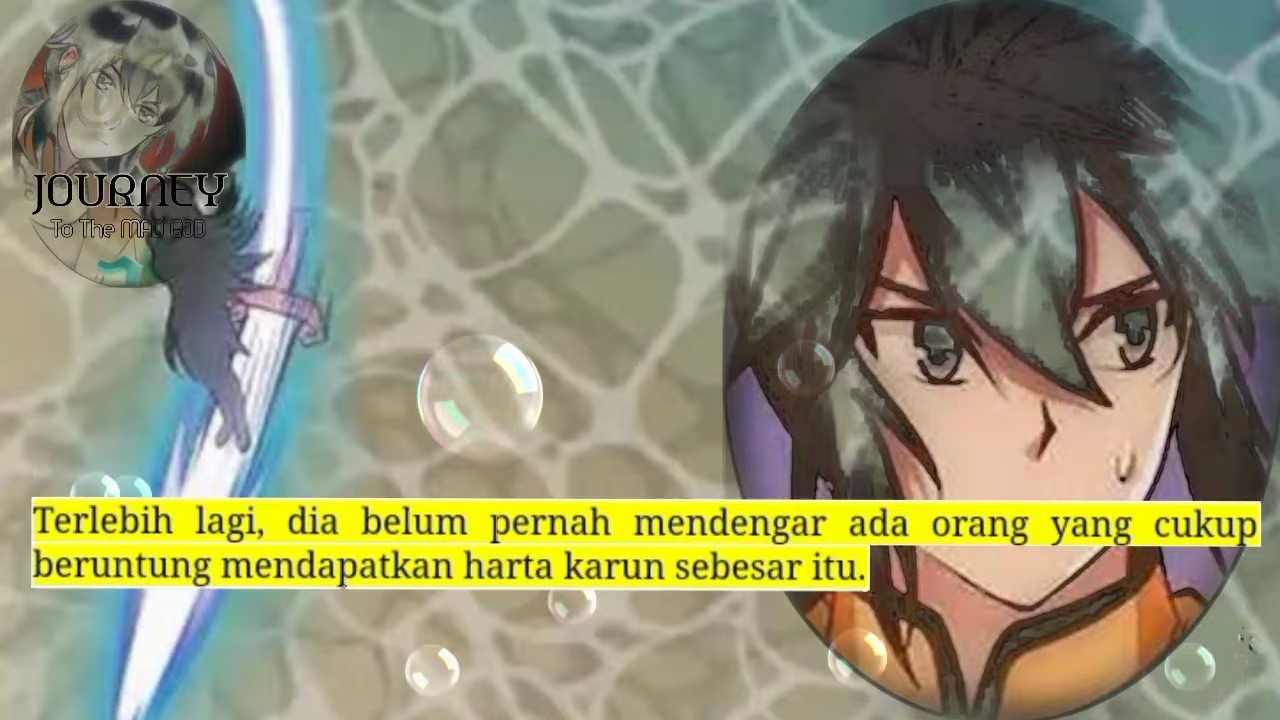 JOURNEY
To The MAD GOD
Terlebih lagi, dia belum pernah mendengar ada orang yang cukup
beruntung mendapatkan harta karun sebesar itu.